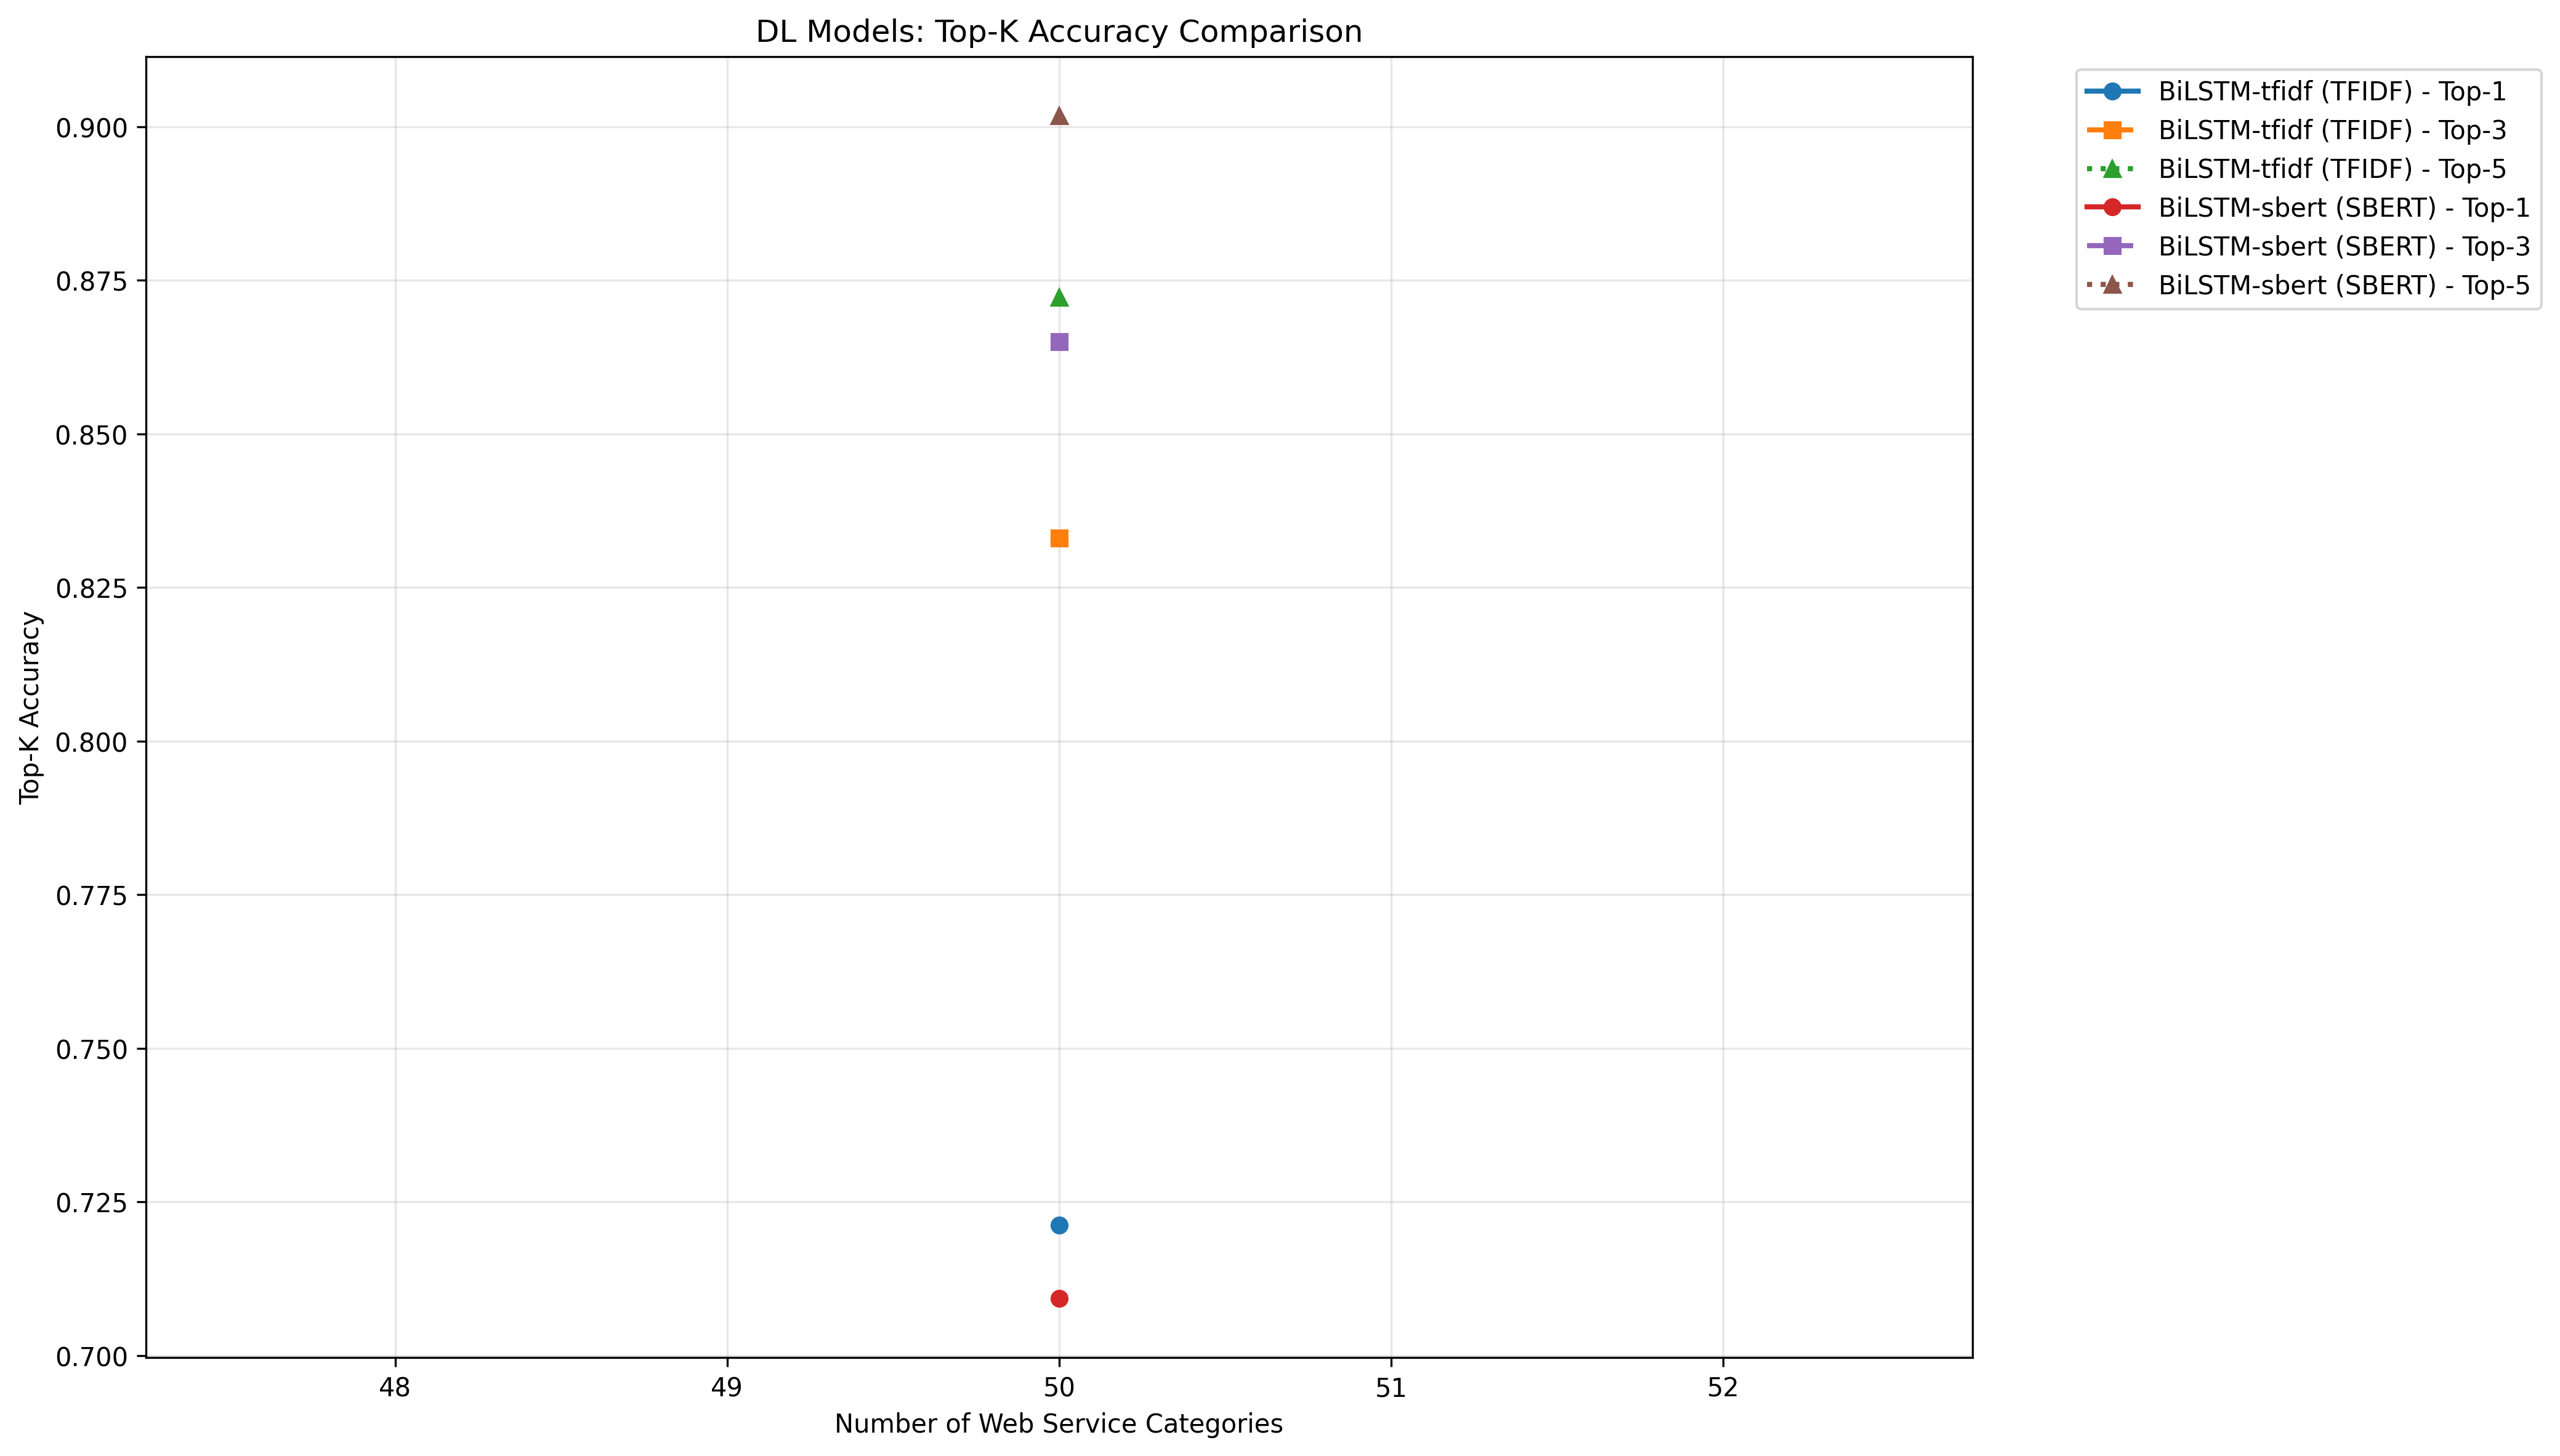 DL Models: Top-K Accuracy Comparison
BiLSTM-tfidf (TFIDF) - Top-1
BiLSTM-tfidf (TFIDF) - Top-3
BiLSTM-tfidf (TFIDF) - Top-5
BiLSTM-sbert (SBERT) - Top-1
BiLSTM-sbert (SBERT) - Top-3
BiLSTM-sbert (SBERT) - Top-5
Top-K Accuracy
0.900
0.875
0.850
0.825
0.800
0.775
0.750
0.725
0.700
48 49 50 51 52
Number of Web Service Categories